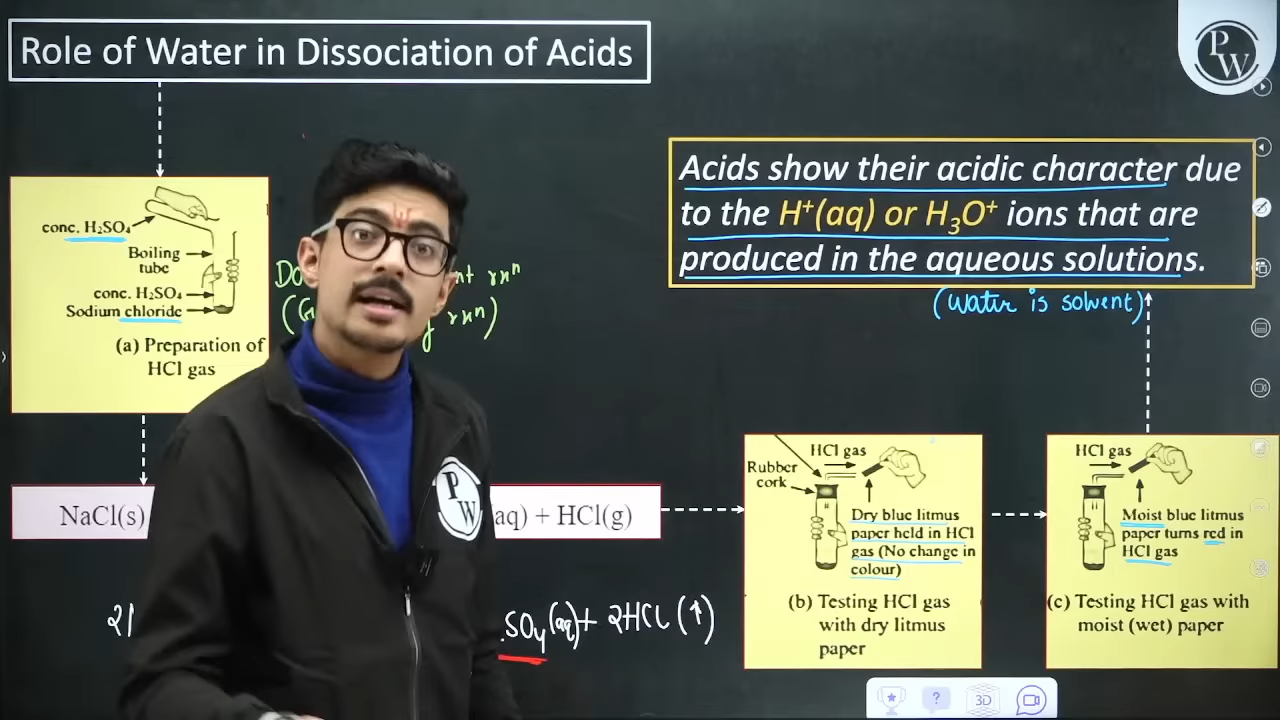 Role of Water in Dissociation of Acids
P
W
Acids show their acidic character due
to the H⁺(aq) or H₃O⁺ ions that are
produced in the aqueous solutions.
(Water is solvent)
conc. H₂SO₄
Boiling
tube
conc. H₂SO₄
Sodium chloride
(a) Preparation of
HCl gas
nt rxⁿ
rxⁿ)
NaCl(s)
aq) + HCl(g)
SO₄(aq) + 2HCl (↑)
P
W
HCl gas
Rubber
cork
Dry blue litmus
paper held in HCl
gas (No change in
colour)
(b) Testing HCl gas
with dry litmus
paper
HCl gas
Moist blue litmus
paper turns red in
HCl gas
(c) Testing HCl gas with
moist (wet) paper
3D